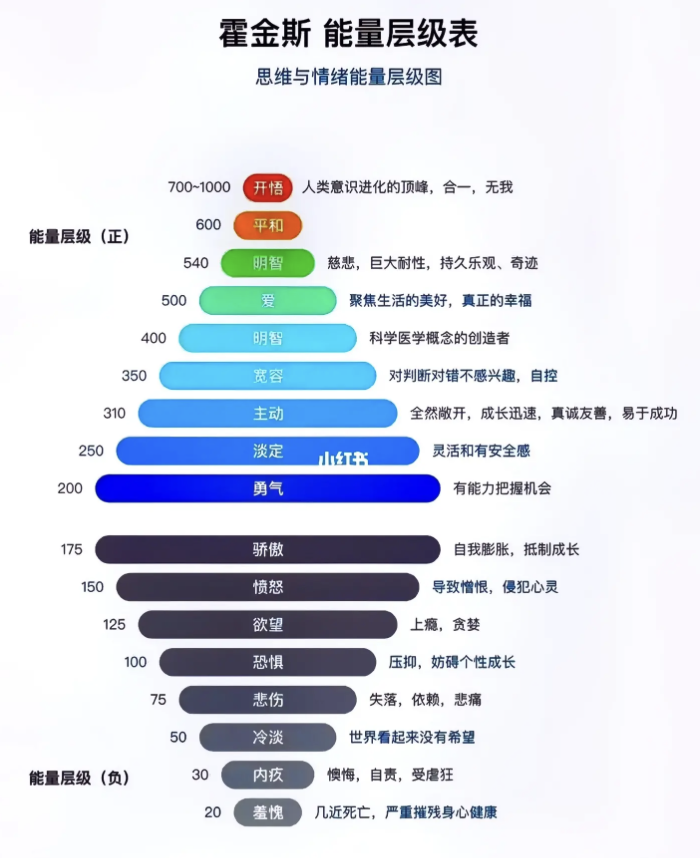 霍金斯 能量层级表
思维与情绪能量层级图
700~1000 开悟 人类意识进化的顶峰，合一，无我
能量层级（正）
600 平和
540 明智 慈悲，巨大耐性，持久乐观、奇迹
500 爱 聚焦生活的美好，真正的幸福
400 明智 科学医学概念的创造者
350 宽容 对判断对错不感兴趣，自控
310 主动 全然敞开，成长迅速，真诚友善，易于成功
250 淡定 灵活和有安全感
小红书
200 勇气 有能力把握机会
175 骄傲 自我膨胀，抵制成长
150 愤怒 导致憎恨，侵犯心灵
125 欲望 上瘾，贪婪
100 恐惧 压抑，妨碍个性成长
75 悲伤 失落，依赖，悲痛
50 冷淡 世界看起来没有希望
能量层级（负）
30 内疚 懊悔，自责，受虐狂
20 羞愧 几近死亡，严重摧残身心健康